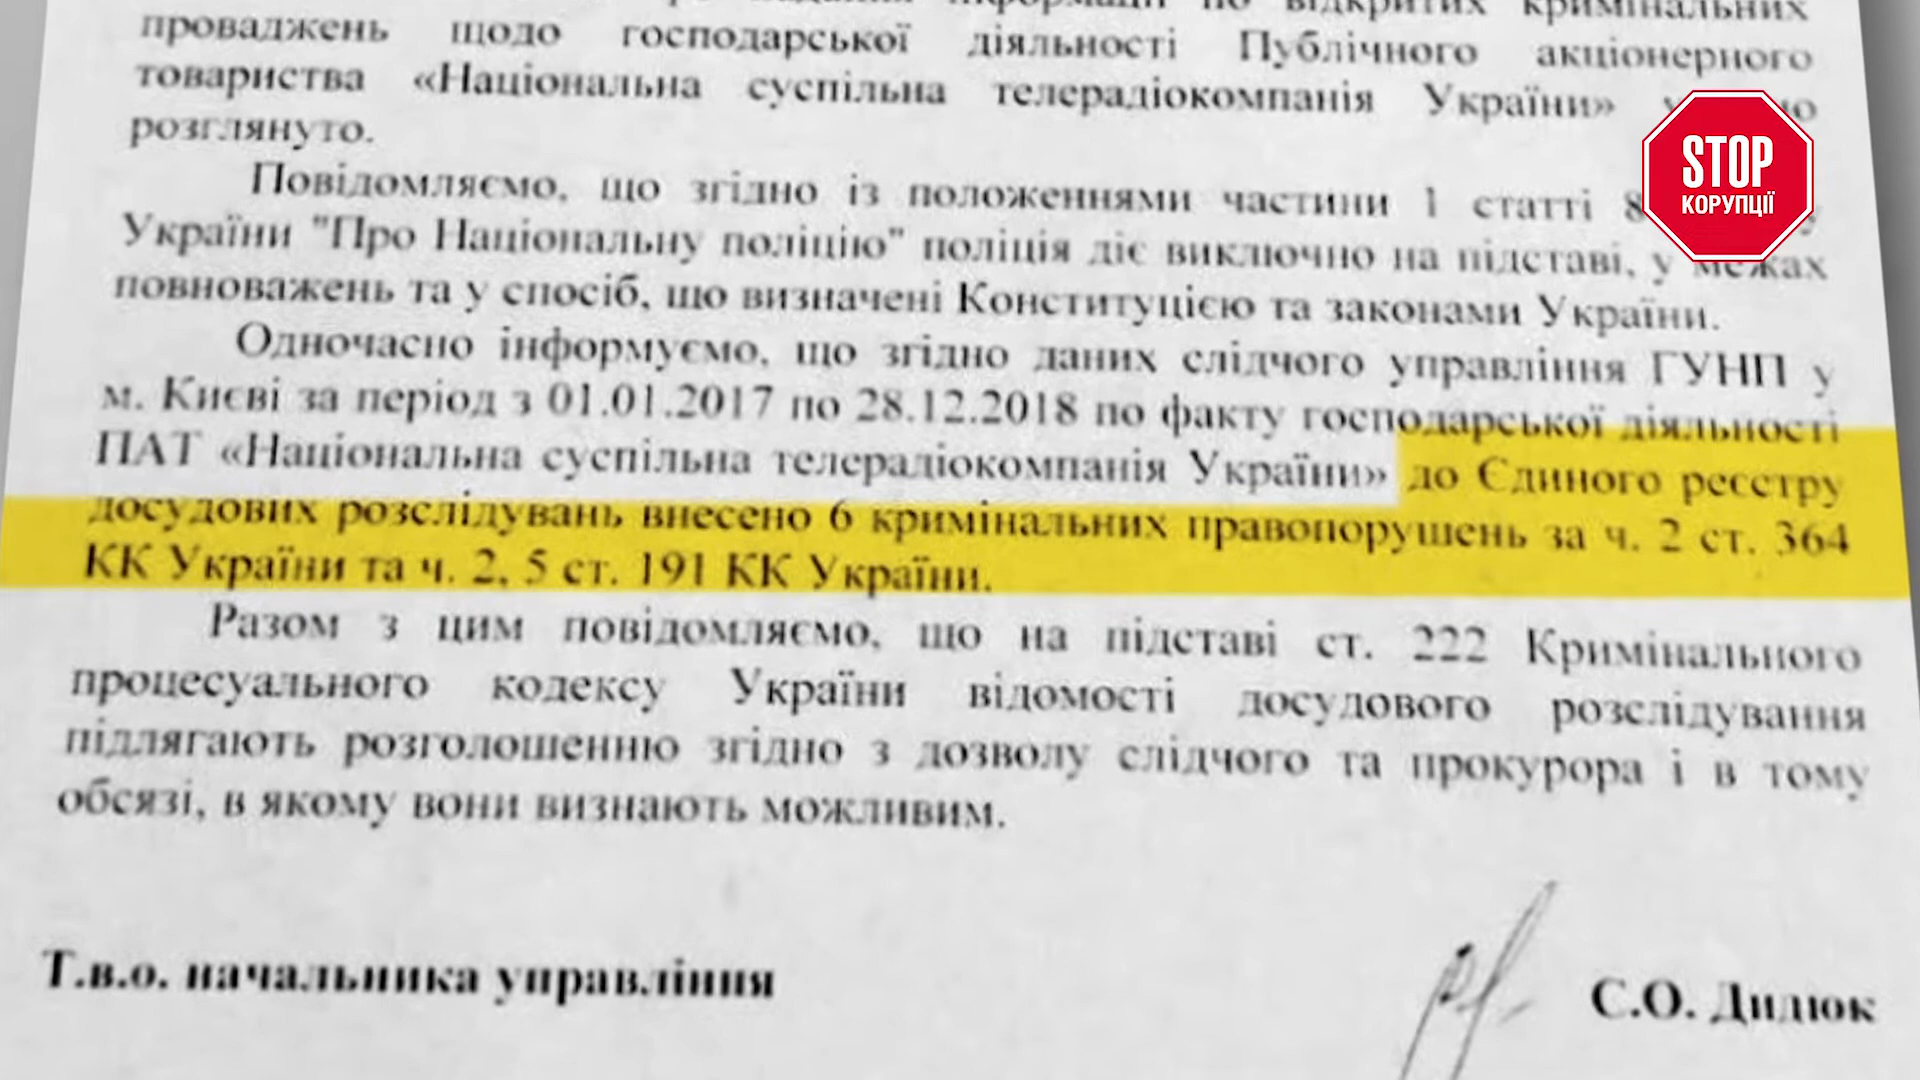 інформації по відкритих кримінальних
проваджень щодо господарської діяльності Публічного акціонерного
товариства «Національна суспільна телерадіокомпанія України»
розглянуто.
Повідомляємо, що згідно із положеннями частини 1 статті 8
України "Про Національну поліцію" поліція діє виключно на підставі, у межах
повноважень та у спосіб, що визначені Конституцією та законами України.
Одночасно інформуємо, що згідно даних слідчого управління ГУНП у
м. Києві за період з 01.01.2017 по 28.12.2018 по факту господарської діяльності
ПАТ «Національна суспільна телерадіокомпанія України» до Єдиного реєстру
досудових розслідувань внесено 6 кримінальних правопорушень за ч. 2 ст. 364
КК України та ч. 2, 5 ст. 191 КК України.
Разом з цим повідомляємо, що на підставі ст. 222 Кримінального
процесуального кодексу України відомості досудового розслідування
підлягають розголошенню згідно з дозволу слідчого та прокурора і в тому
обсязі, в якому вони визнають можливим.
Т.в.о. начальника управління
С.О. Дидюк
STOP
КОРУПЦІЇ